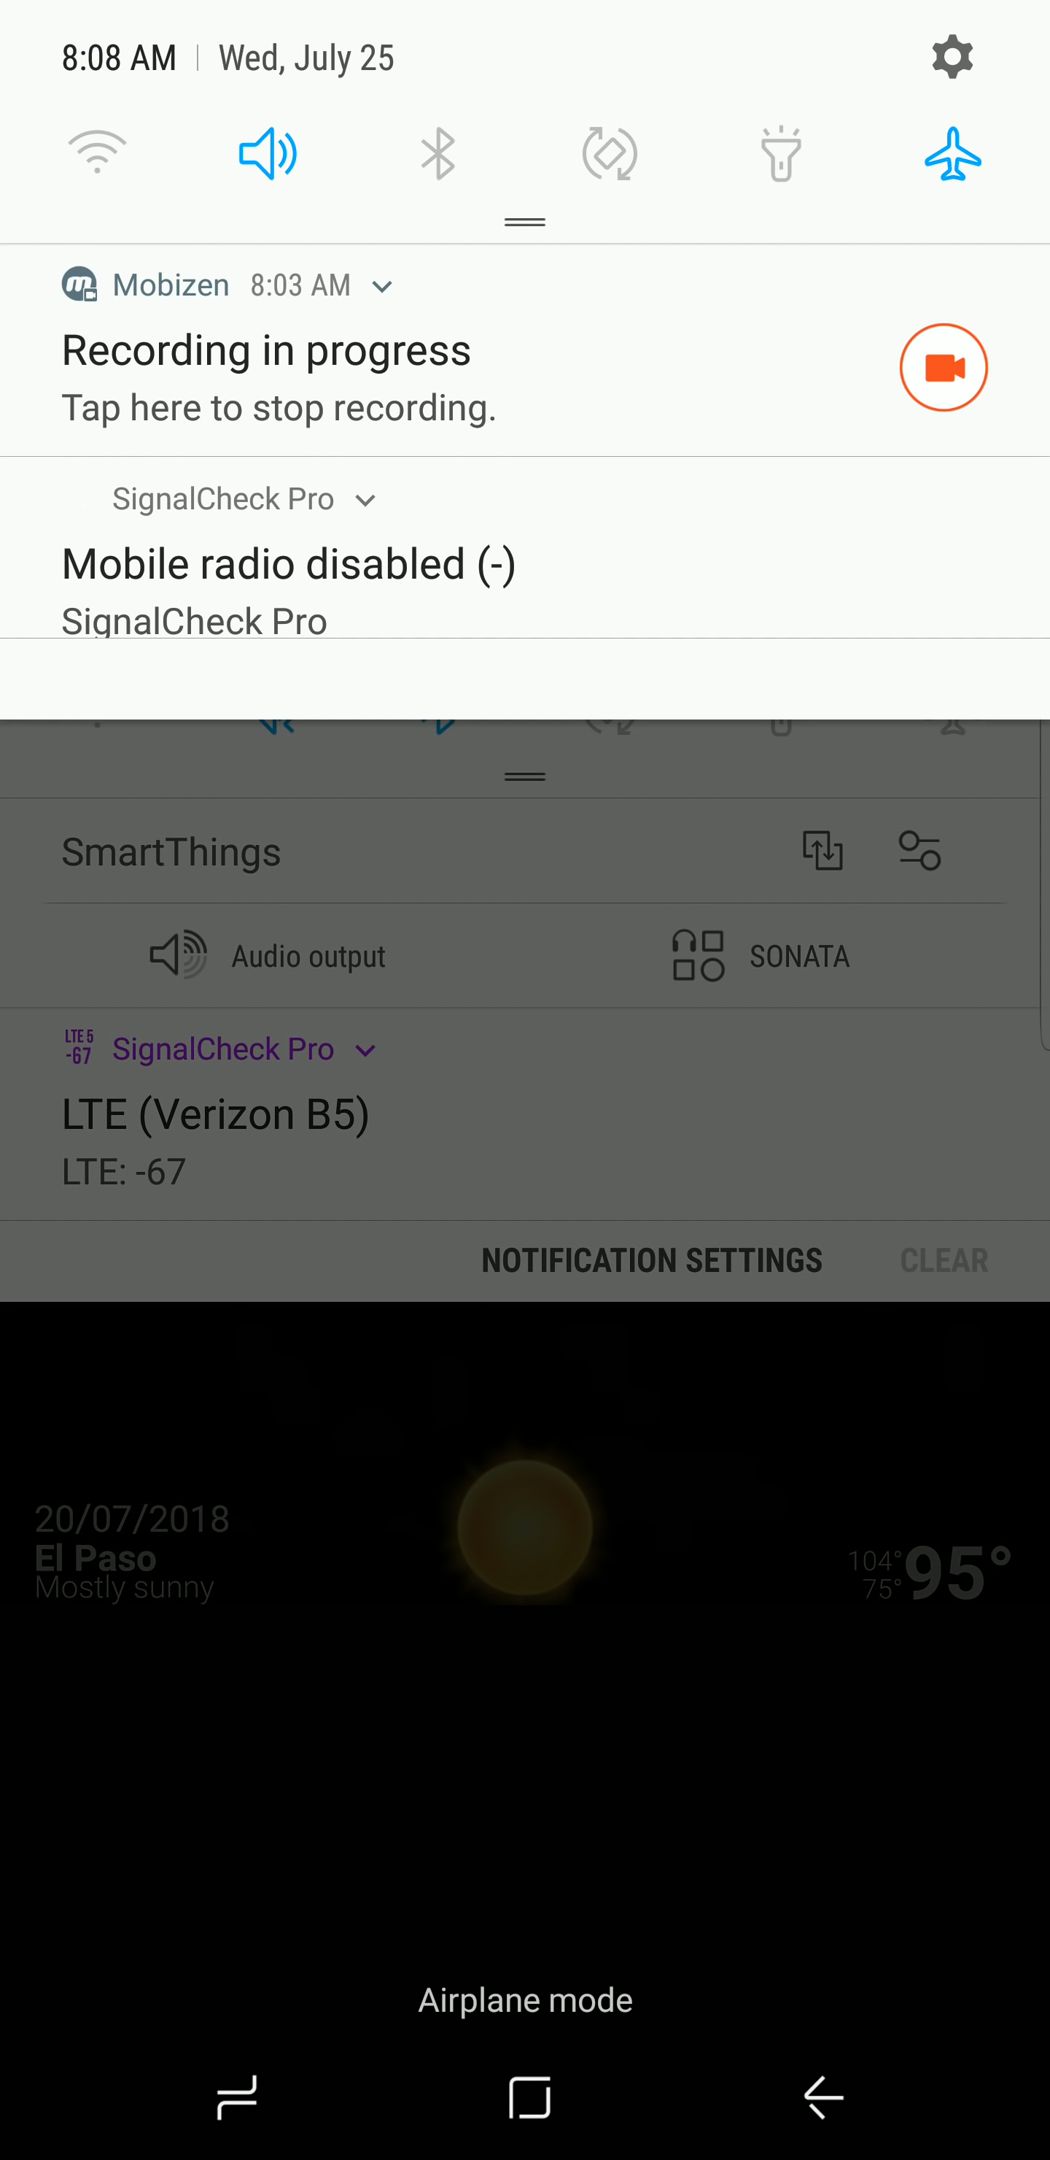 8:08 AM | Wed, July 25
Mobizen 8:03 AM
Recording in progress
Tap here to stop recording.
SignalCheck Pro
Mobile radio disabled (-)
SignalCheck Pro
SmartThings
Audio output
SONATA
LTE 5
-67
SignalCheck Pro
LTE (Verizon B5)
LTE: -67
NOTIFICATION SETTINGS
CLEAR
20/07/2018
El Paso
Mostly sunny
104°
75°
95°
Airplane mode